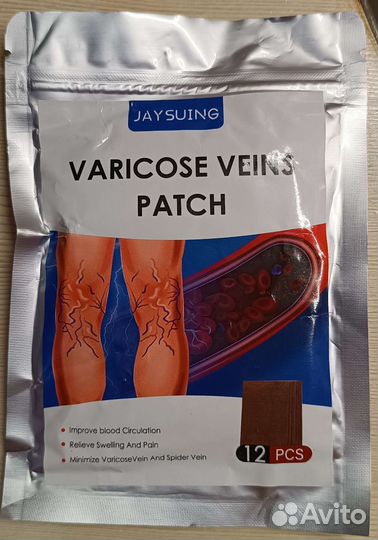 JAYSUING
VARICOSE VEINS
PATCH
Improve blood Circulation
Relieve Swelling And Pain
Minimize VaricoseVein And Spider Vein
12 PCS
Avito